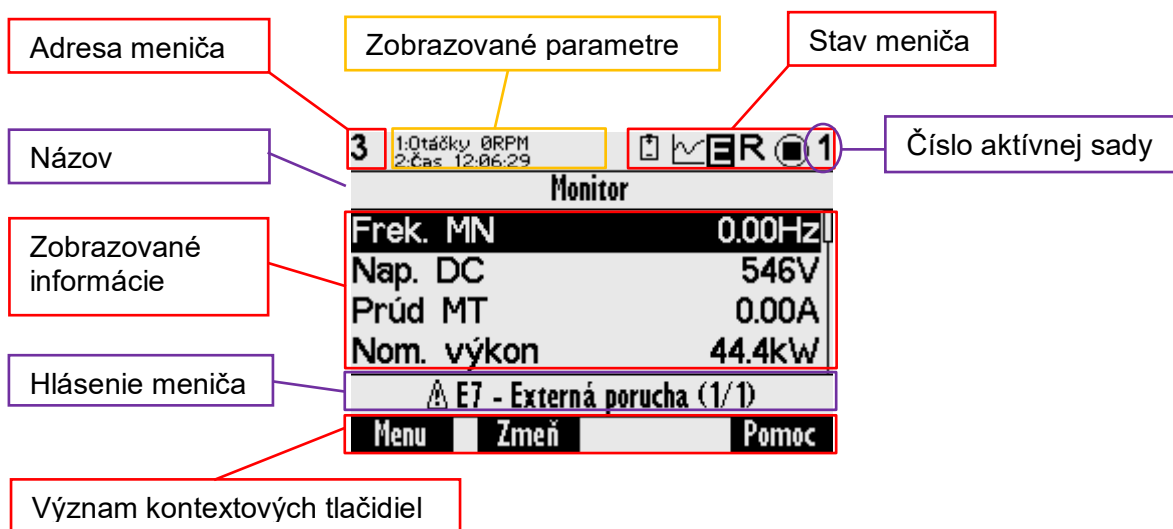 Adresa meniča
Zobrazované parametre
Stav meniča
3
1:Otáčky 0RPM
2:Čas 12:06:29
E R 1
Číslo aktívnej sady
Názov
Monitor
Zobrazované
informácie
Frek. MN 0.00Hz
Nap. DC 546V
Prúd MT 0.00A
Nom. výkon 44.4kW
Hlásenie meniča
E7 - Externá porucha (1/1)
Menu Zmeň Pomoc
Význam kontextových tlačidiel